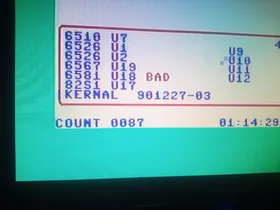 6510 U7
6526 U1
6526 U2 U9
6567 U19 U10
6581 U18 BAD U11
82S1 U17 U12
KERNAL 901227-03
4
COUNT 0087 01:14:29